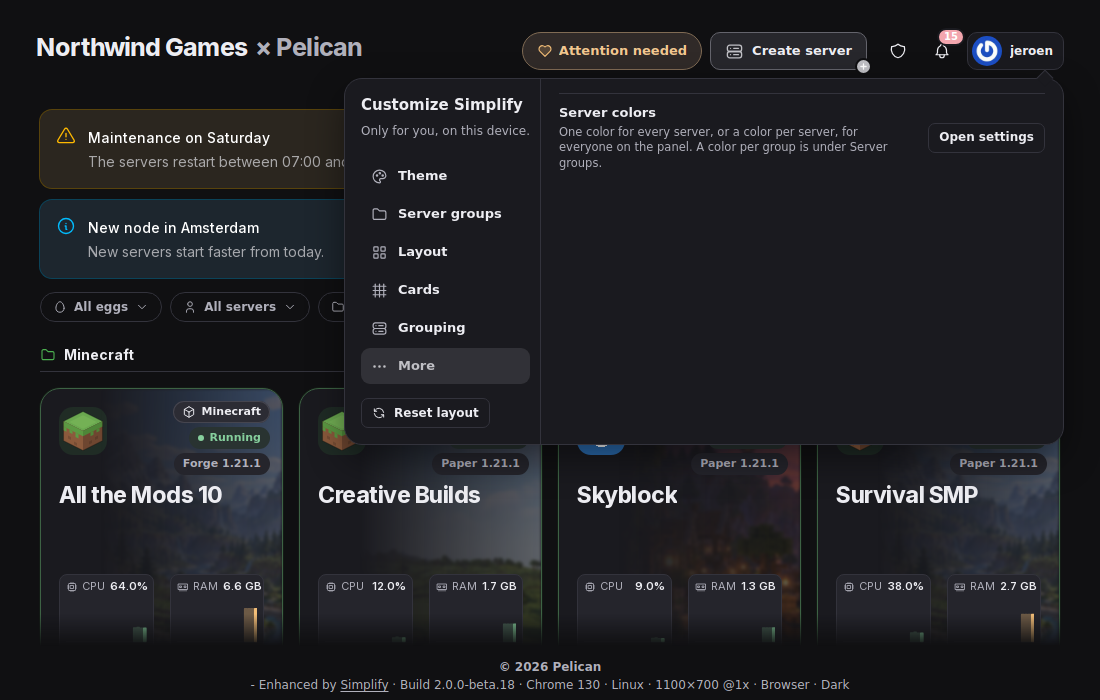 Northwind Games × Pelican
Attention needed
Create server
15
jeroen
Maintenance on Saturday
The servers restart between 07:00 and
New node in Amsterdam
New servers start faster from today.
All eggs
All servers
Customize Simplify
Only for you, on this device.
Theme
Server groups
Layout
Cards
Grouping
More
Reset layout
Server colors
One color for every server, or a color per server, for
everyone on the panel. A color per group is under Server
groups.
Open settings
Minecraft
Minecraft
Running
Forge 1.21.1
All the Mods 10
CPU 64.0%
RAM 6.6 GB
Paper 1.21.1
Creative Builds
CPU 12.0%
RAM 1.7 GB
Paper 1.21.1
Skyblock
CPU 9.0%
RAM 1.3 GB
Paper 1.21.1
Survival SMP
CPU 38.0%
RAM 2.7 GB
© 2026 Pelican
- Enhanced by Simplify · Build 2.0.0-beta.18 · Chrome 130 · Linux · 1100×700 @1x · Browser · Dark